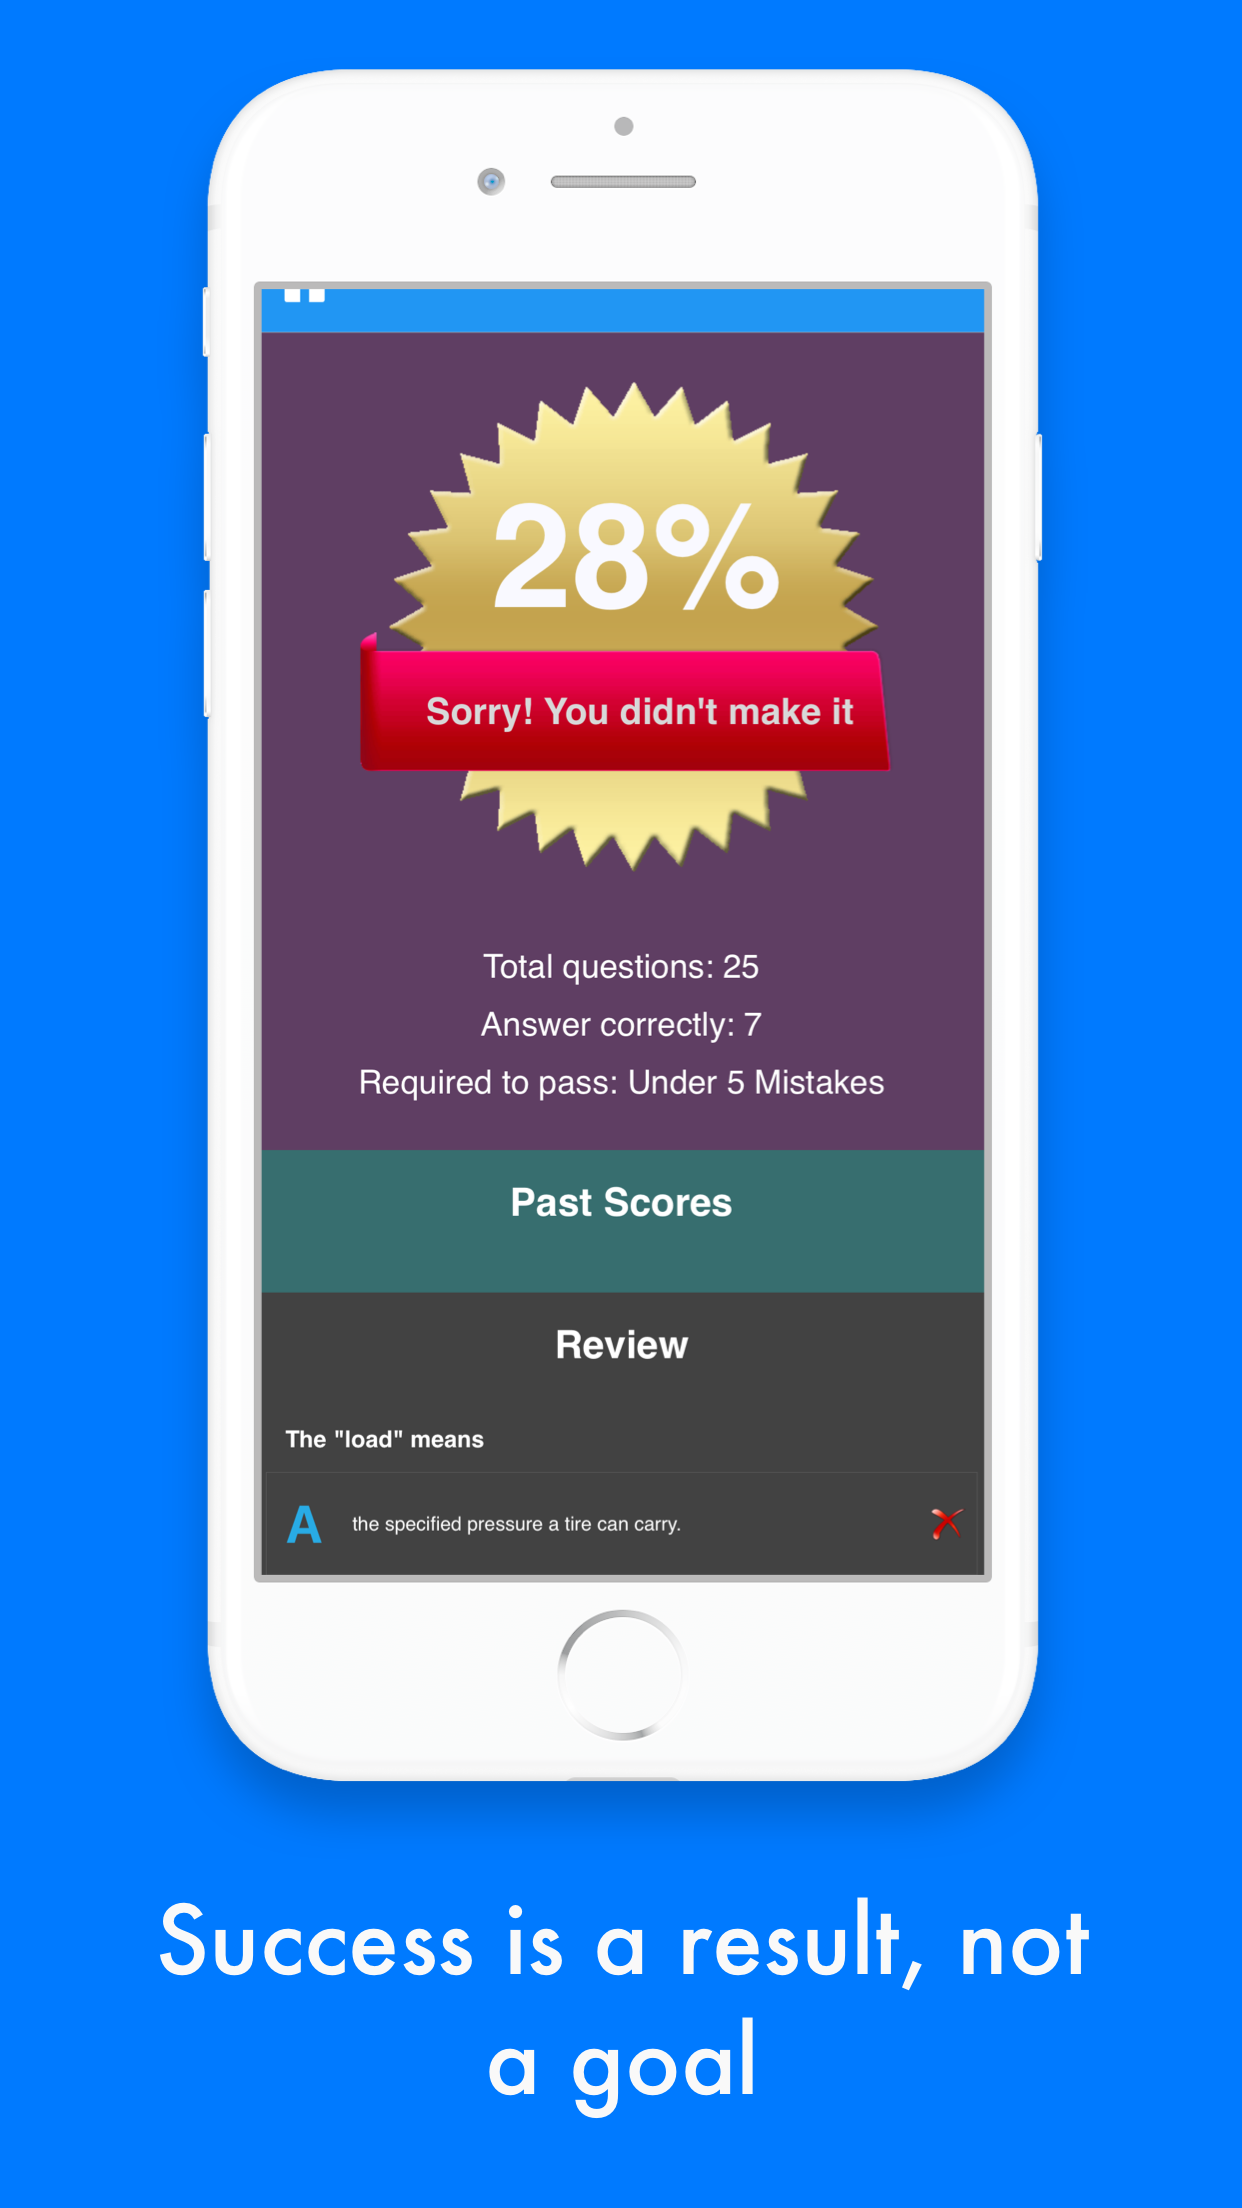 28%
Sorry! You didn't make it
Total questions: 25
Answer correctly: 7
Required to pass: Under 5 Mistakes
Past Scores
Review
The "load" means
A the specified pressure a tire can carry.
Success is a result, not
a goal